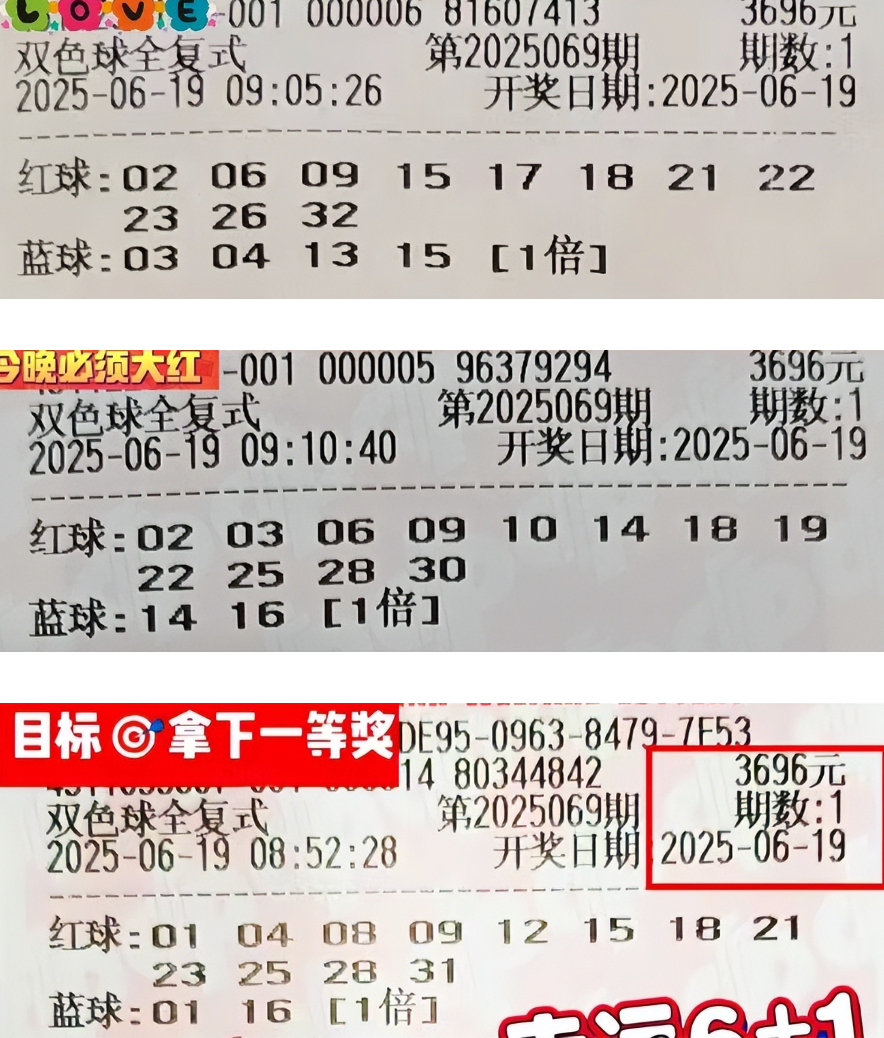 LOVE -001 000006 81607413 3696元
双色球全复式 第2025069期 期数:1
2025-06-19 09:05:26 开奖日期:2025-06-19
红球:02 06 09 15 17 18 21 22
23 26 32
蓝球:03 04 13 15 [1倍]
今晚必须大红 -001 000005 96379294 3696元
双色球全复式 第2025069期 期数:1
2025-06-19 09:10:40 开奖日期:2025-06-19
红球:02 03 06 09 10 14 18 19
22 25 28 30
蓝球:14 16 [1倍]
目标 拿下一等奖 DE95-0963-8479-7E53
14 80344842 3696元
双色球全复式 第2025069期 期数:1
2025-06-19 08:52:28 开奖日期 2025-06-19
红球:01 04 08 09 12 15 18 21
23 25 28 31
蓝球:01 16 [1倍]
6+1